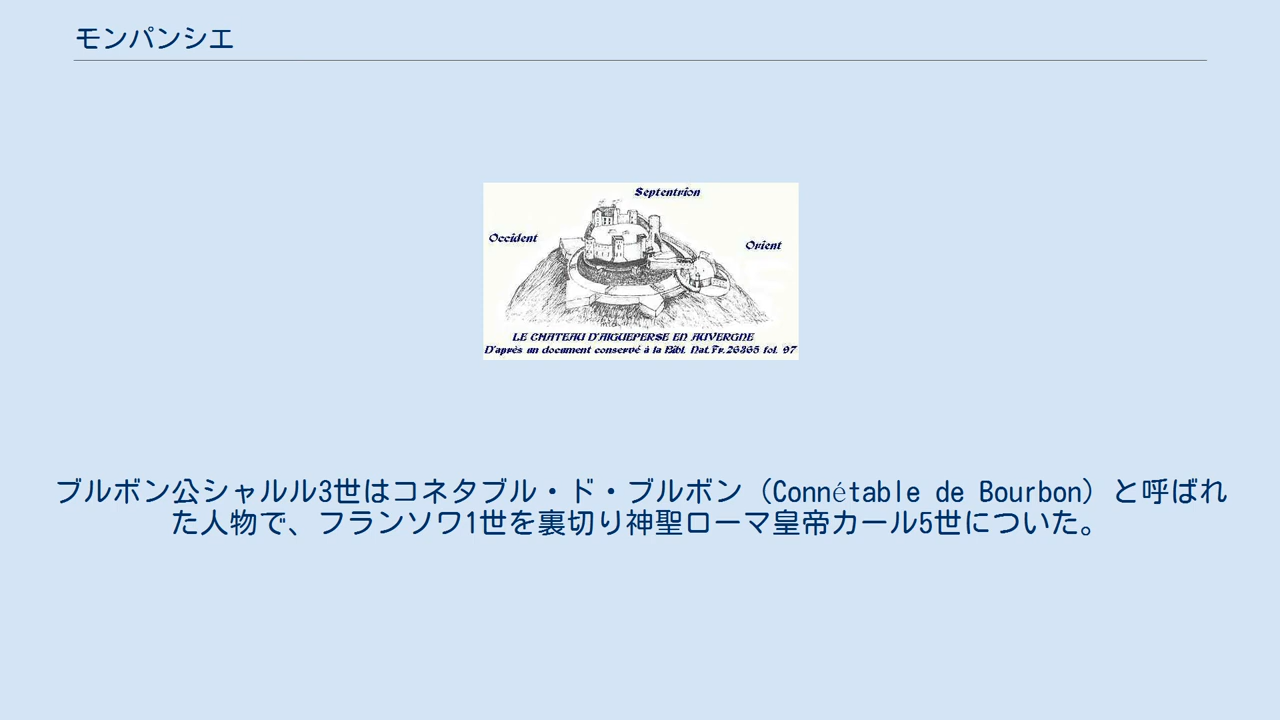 モンパンシエ
Septentrion
Occident
Orient
LE CHATEAU D'AIGUEPERSE EN AUVERGNE
D'après un document conservé à la Bibl. Nat.Fr.26365 fol. 97
ブルボン公シャルル3世はコネタブル・ド・ブルボン（Connétable de Bourbon）と呼ばれ
た人物で、フランソワ1世を裏切り神聖ローマ皇帝カール5世についた。